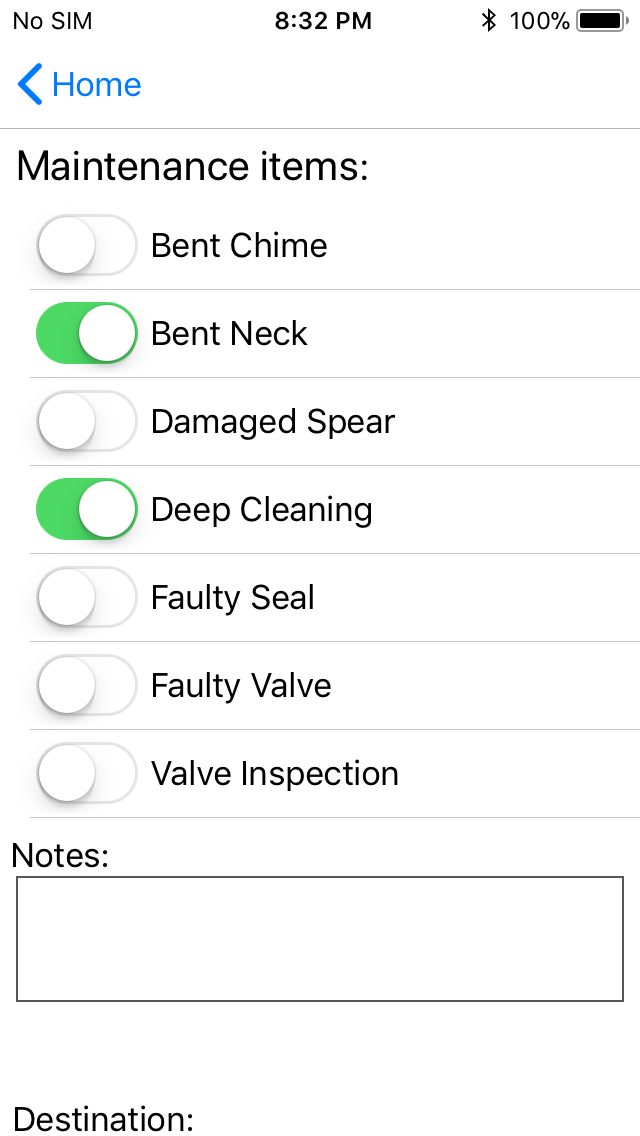 No SIM 8:32 PM 100%
Home
Maintenance items:
Bent Chime
Bent Neck
Damaged Spear
Deep Cleaning
Faulty Seal
Faulty Valve
Valve Inspection
Notes:
Destination: